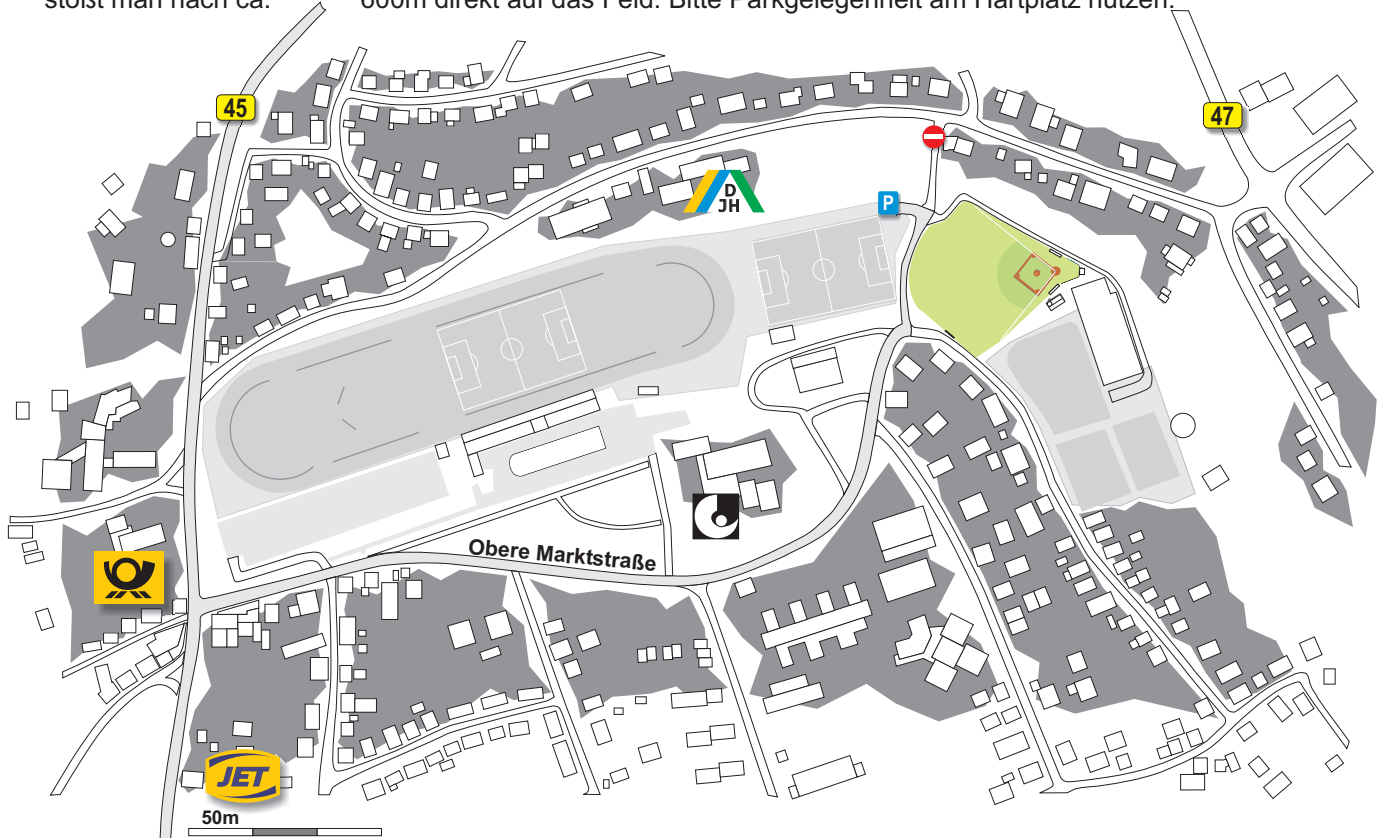 stößt man nach ca. 600m direkt auf das Feld. Bitte Parkgelegenheit am Hartplatz nutzen.
45
47
D
JH
P
Obere Marktstraße
JET
50m